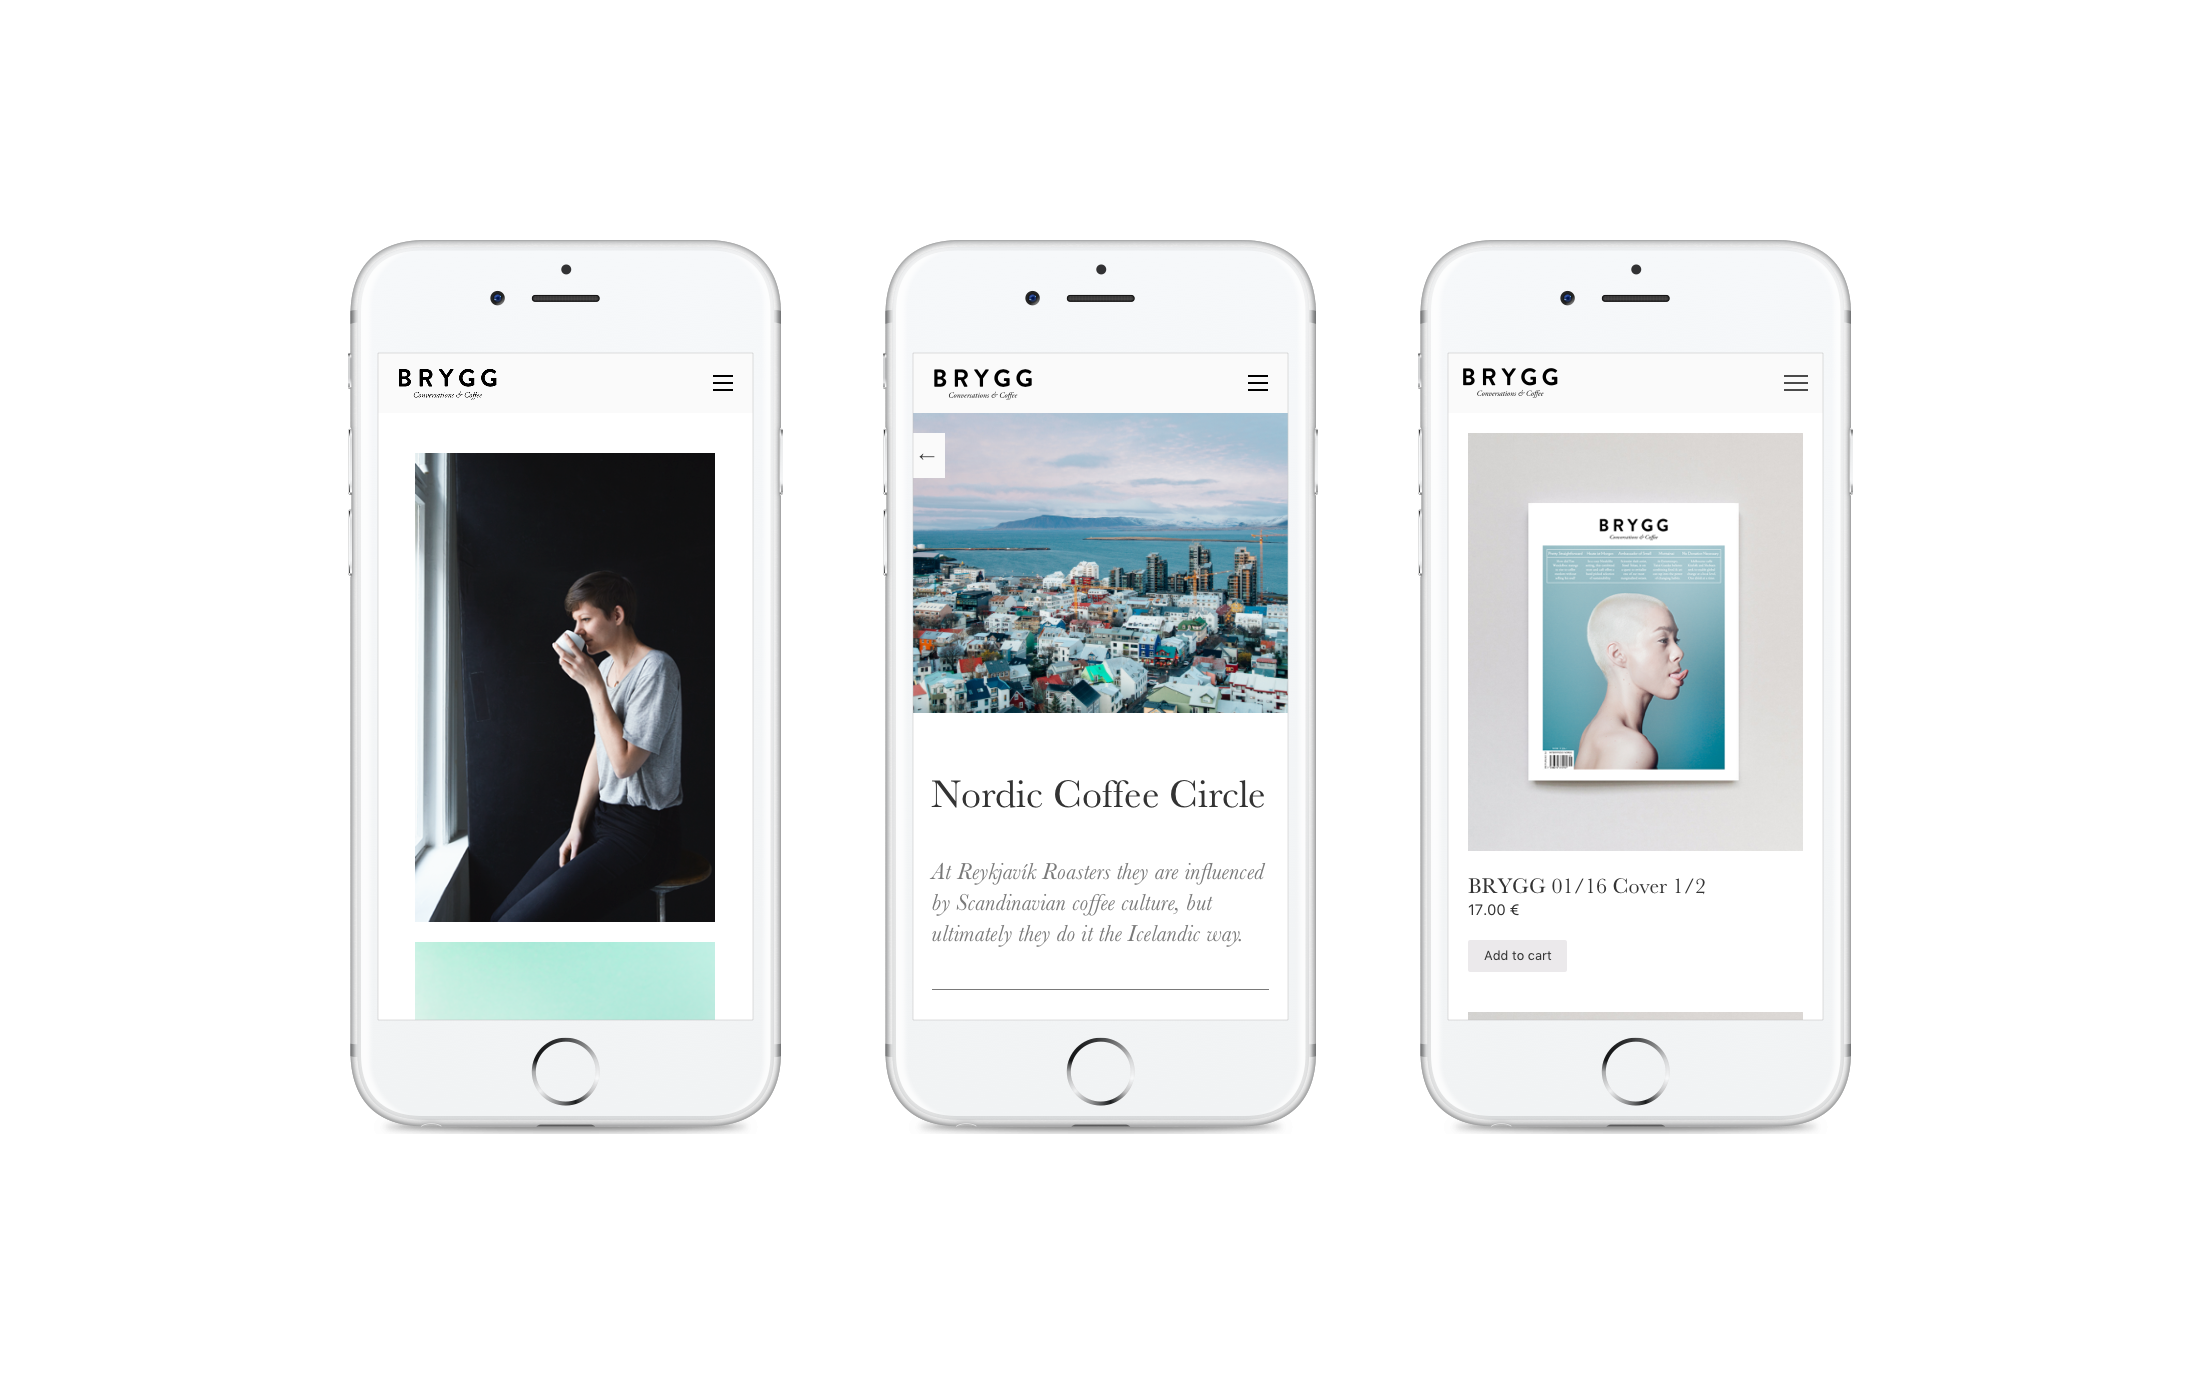 BRYGG
Conversations & Coffee
BRYGG
Conversations & Coffee
←
Nordic Coffee Circle
At Reykjavík Roasters they are influenced
by Scandinavian coffee culture, but
ultimately they do it the Icelandic way.
BRYGG
Conversations & Coffee
BRYGG
Conversations & Coffee
BRYGG 01/16 Cover 1/2
17.00 €
Add to cart